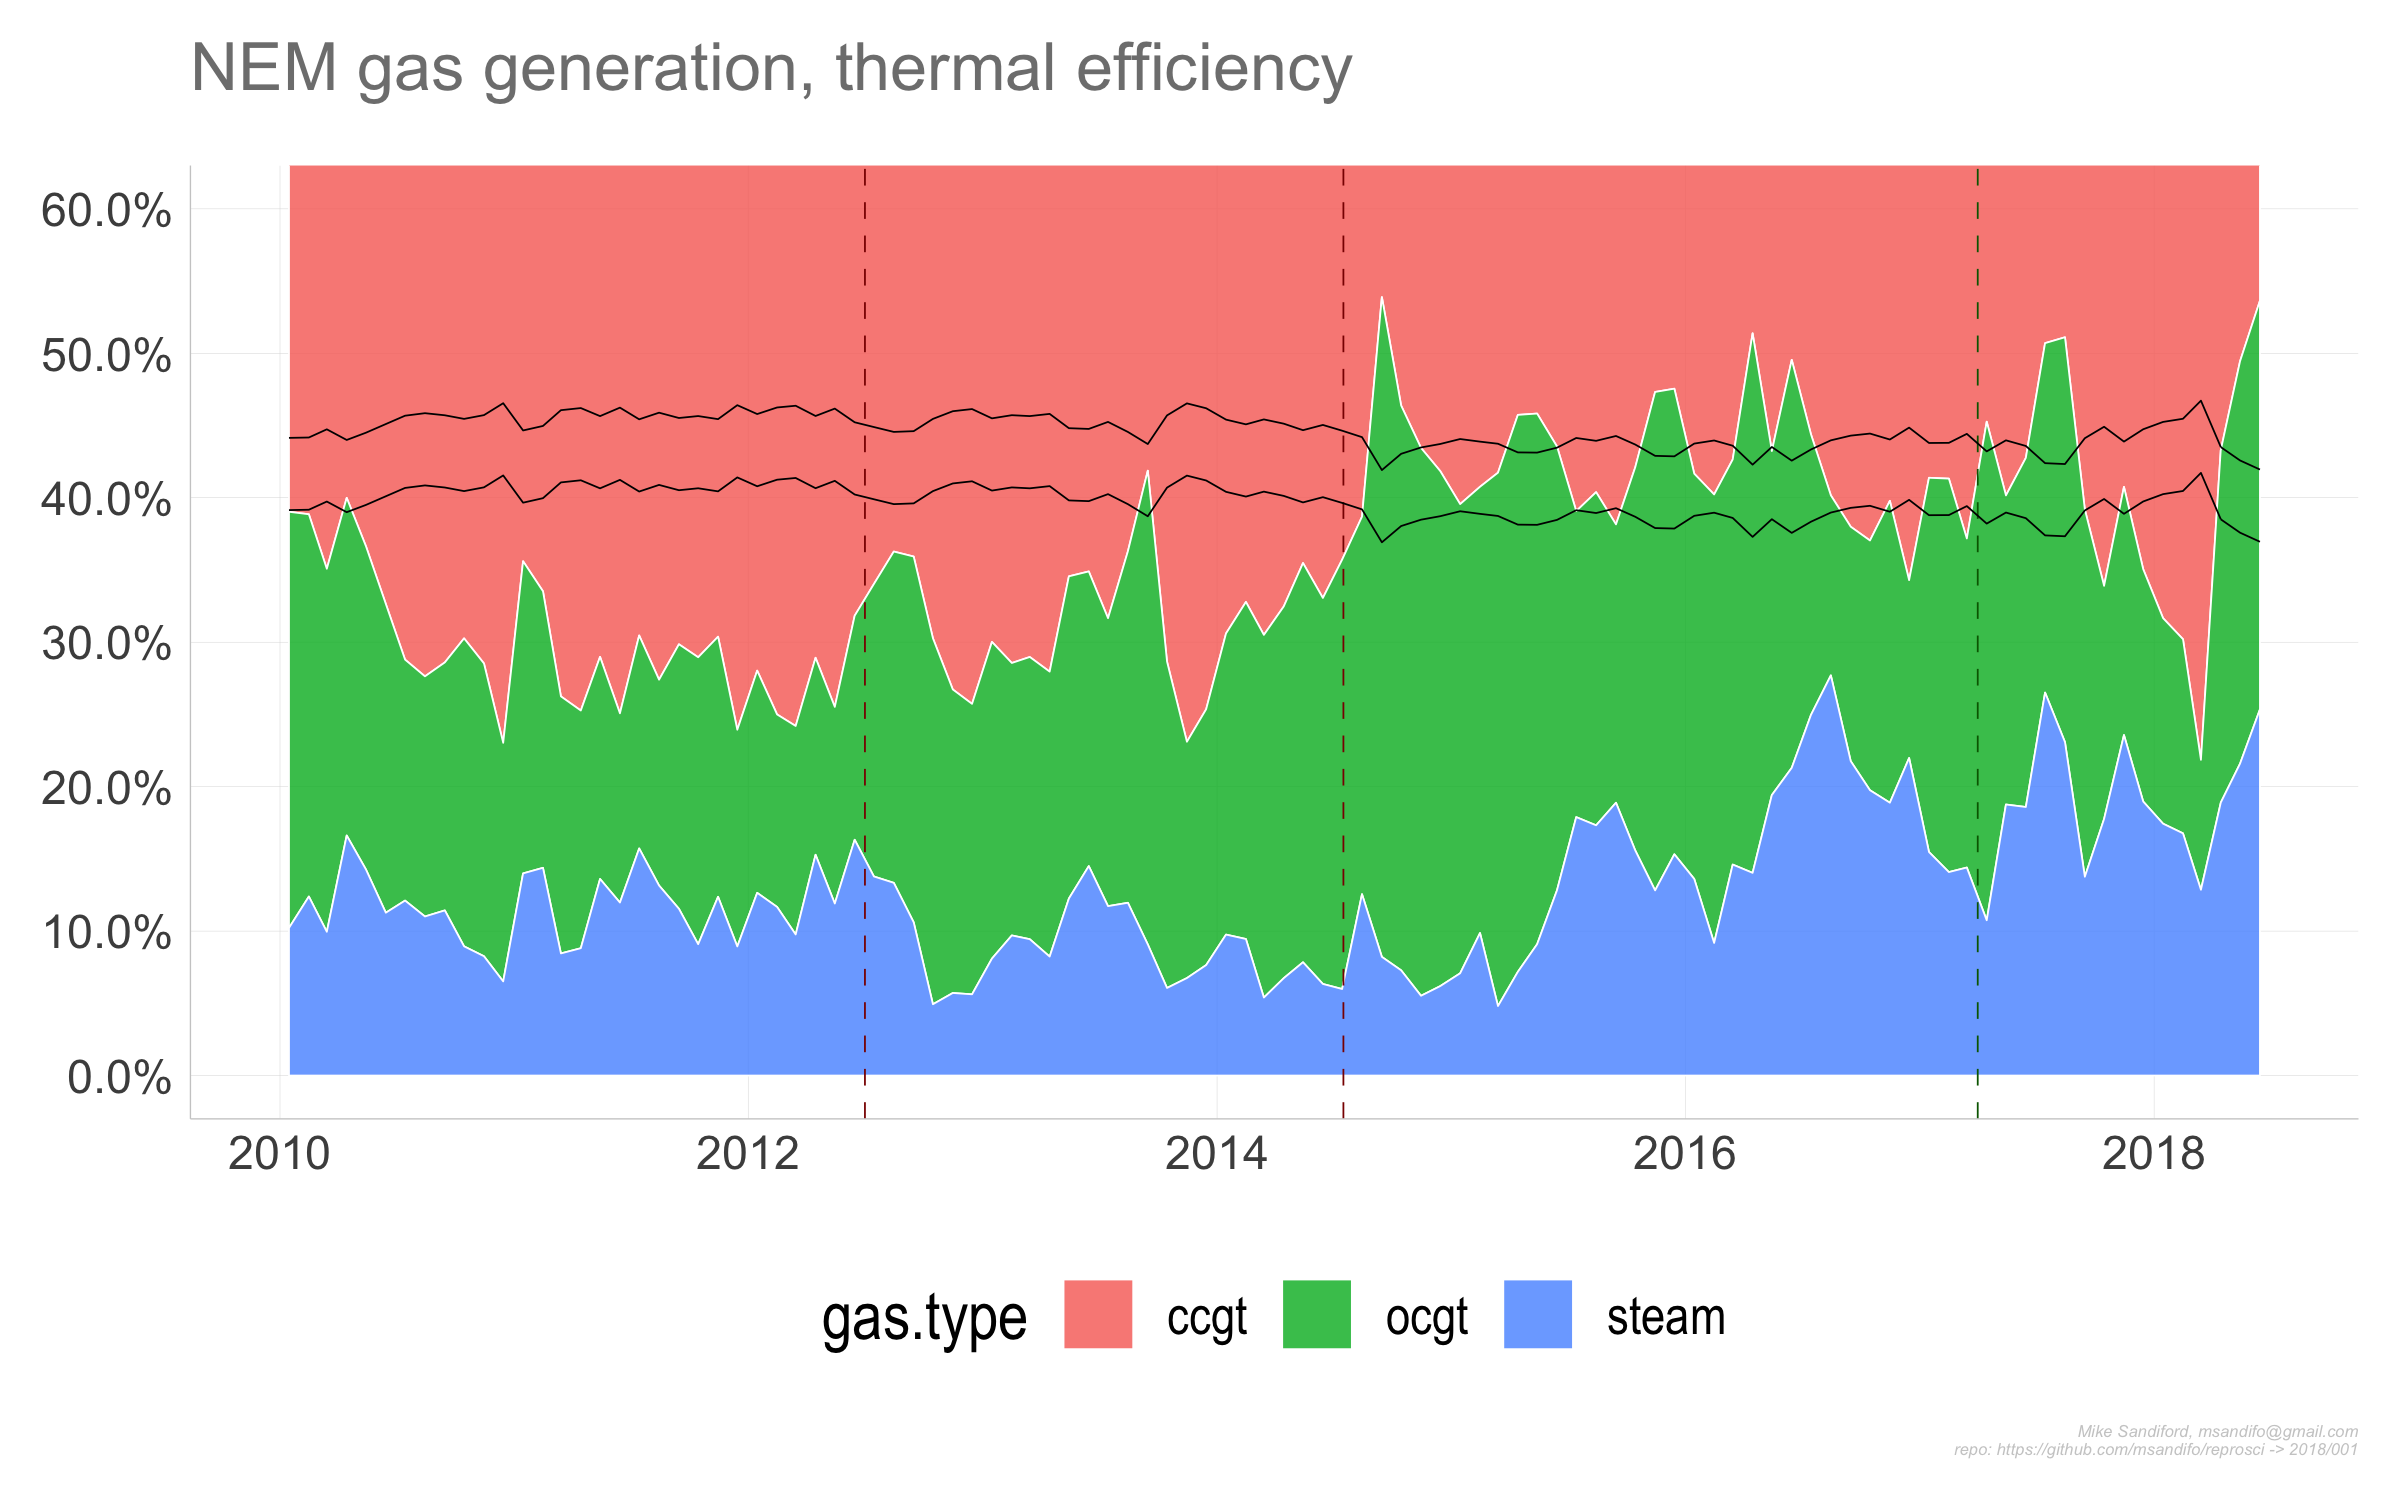 NEM gas generation, thermal efficiency
60.0%
50.0%
40.0%
30.0%
20.0%
10.0%
0.0%
2010 2012 2014 2016 2018
gas.type ccgt ocgt steam
Mike Sandiford, msandifo@gmail.com
repo: https://github.com/msandifo/reprosci -> 2018/001